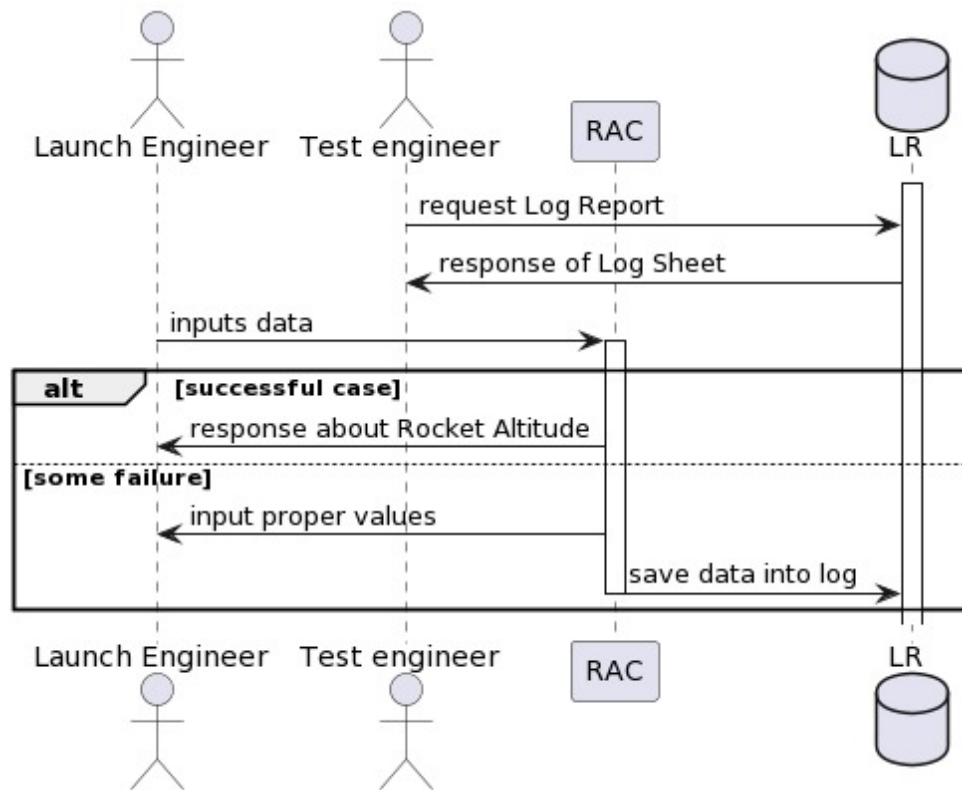 Launch Engineer Test engineer RAC LR
request Log Report
response of Log Sheet
inputs data
alt [successful case]
response about Rocket Altitude
[some failure]
input proper values
save data into log
Launch Engineer Test engineer RAC LR